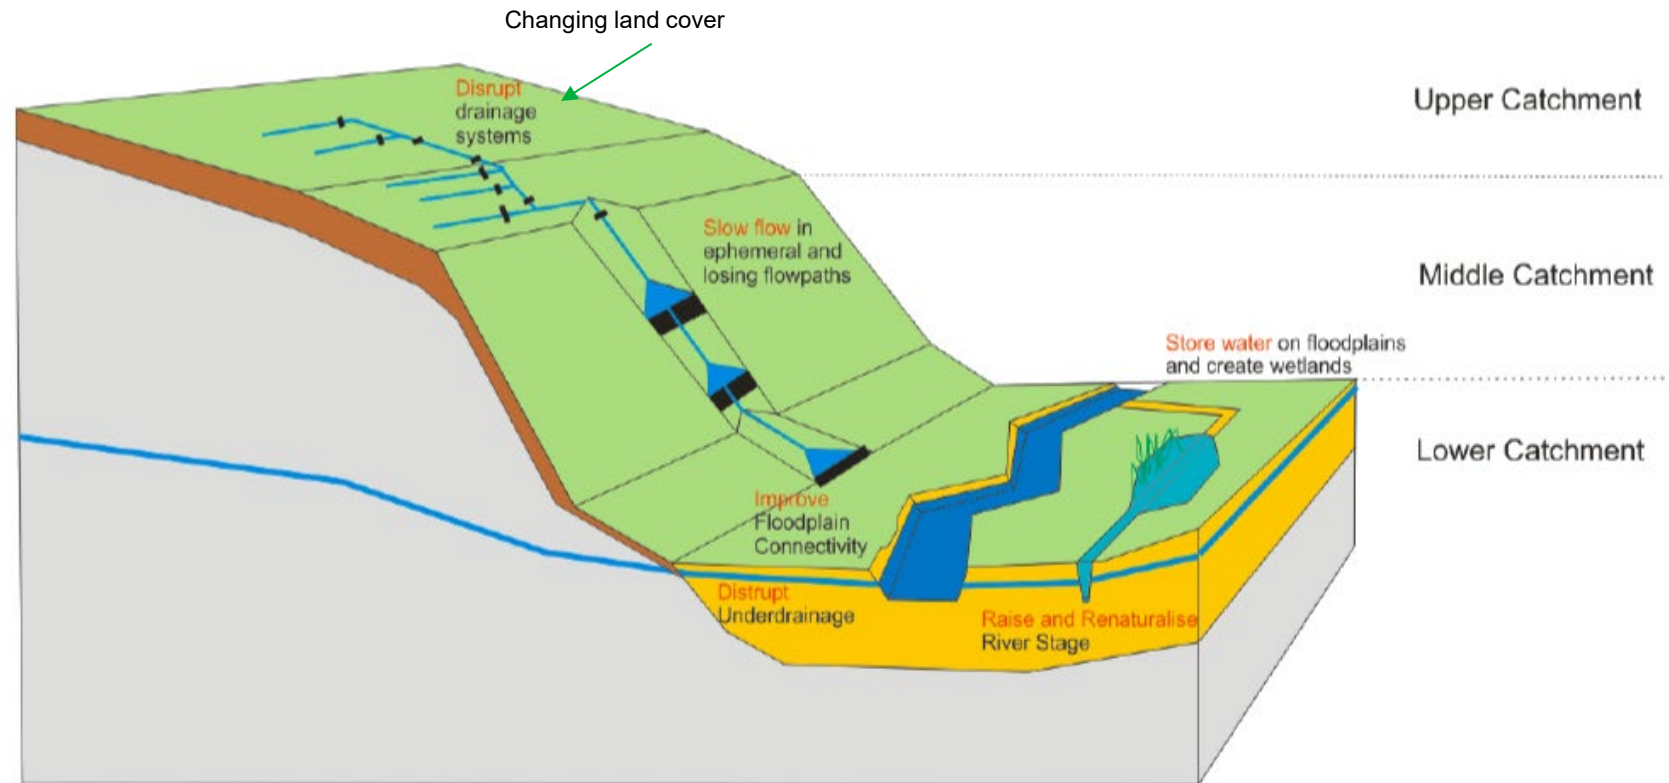 Changing land cover
Disrupt
drainage
systems
Upper Catchment
Slow flow in
ephemeral and
losing flowpaths
Middle Catchment
Store water on floodplains
and create wetlands
Lower Catchment
Improve
Floodplain
Connectivity
Distrupt
Underdrainage
Raise and Renaturalise
River Stage